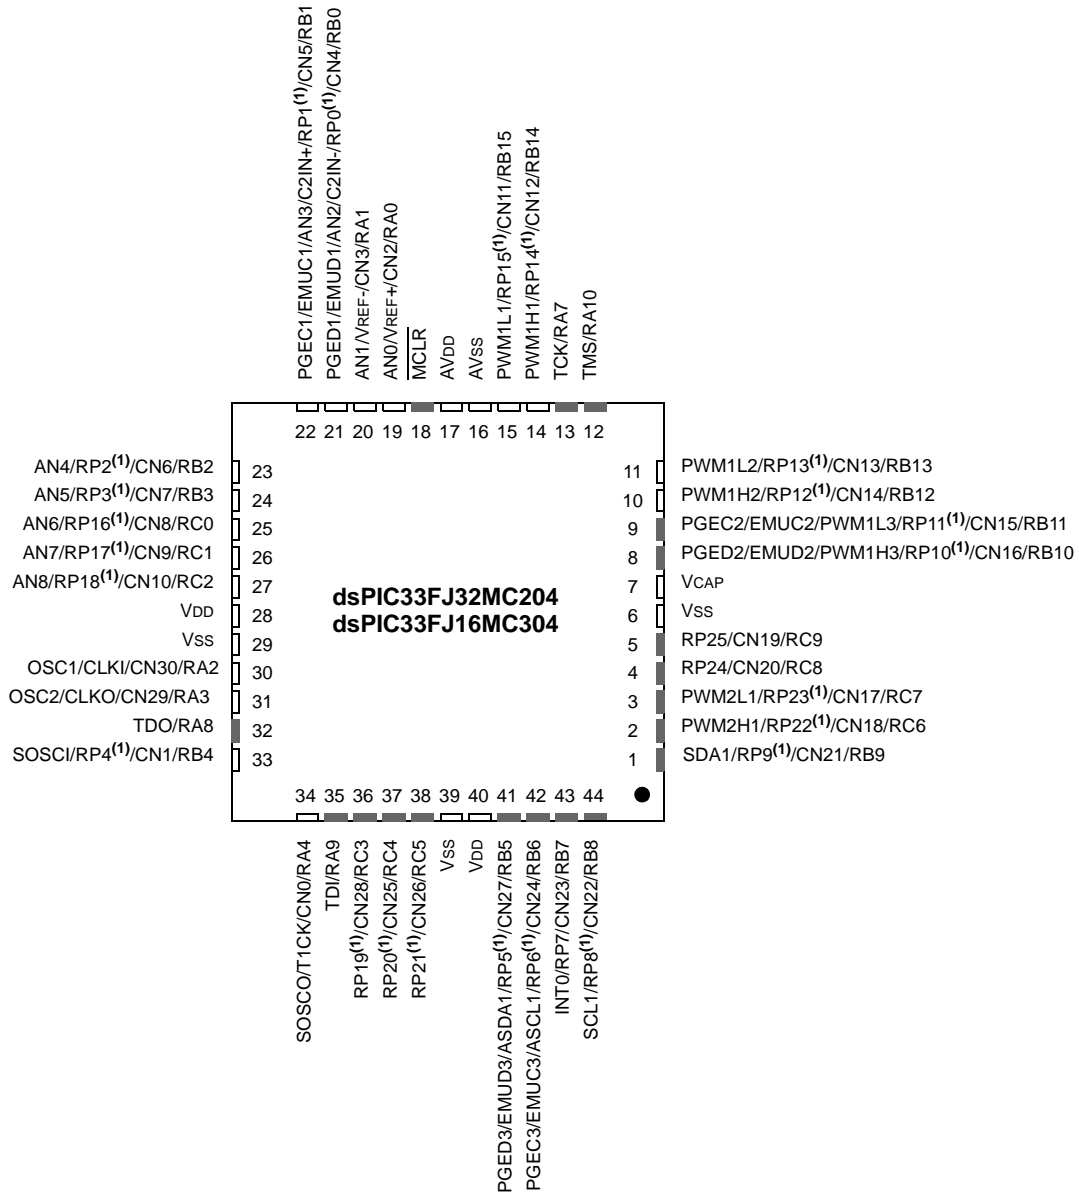 PGEC1/EMUC1/AN3/C2IN+/RP1(1)/CN5/RB1
PGED1/EMUD1/AN2/C2IN-/RP0(1)/CN4/RB0
AN1/VREF-/CN3/RA1
AN0/VREF+/CN2/RA0
MCLR
AVDD
AVSS
PWM1L1/RP15(1)/CN11/RB15
PWM1H1/RP14(1)/CN12/RB14
TCK/RA7
TMS/RA10
22 21 20 19 18 17 16 15 14 13 12
AN4/RP2(1)/CN6/RB2 23
AN5/RP3(1)/CN7/RB3 24
AN6/RP16(1)/CN8/RC0 25
AN7/RP17(1)/CN9/RC1 26
AN8/RP18(1)/CN10/RC2 27
VDD 28
VSS 29
OSC1/CLKI/CN30/RA2 30
OSC2/CLKO/CN29/RA3 31
TDO/RA8 32
SOSCI/RP4(1)/CN1/RB4 33
dsPIC33FJ32MC204
dsPIC33FJ16MC304
11 PWM1L2/RP13(1)/CN13/RB13
10 PWM1H2/RP12(1)/CN14/RB12
9 PGEC2/EMUC2/PWM1L3/RP11(1)/CN15/RB11
8 PGED2/EMUD2/PWM1H3/RP10(1)/CN16/RB10
7 VCAP
6 VSS
5 RP25/CN19/RC9
4 RP24/CN20/RC8
3 PWM2L1/RP23(1)/CN17/RC7
2 PWM2H1/RP22(1)/CN18/RC6
1 SDA1/RP9(1)/CN21/RB9
34 35 36 37 38 39 40 41 42 43 44
SOSCO/T1CK/CN0/RA4
TDI/RA9
RP19(1)/CN28/RC3
RP20(1)/CN25/RC4
RP21(1)/CN26/RC5
VSS
VDD
PGED3/EMUD3/ASDA1/RP5(1)/CN27/RB5
PGEC3/EMUC3/ASCL1/RP6(1)/CN24/RB6
INT0/RP7/CN23/RB7
SCL1/RP8(1)/CN22/RB8